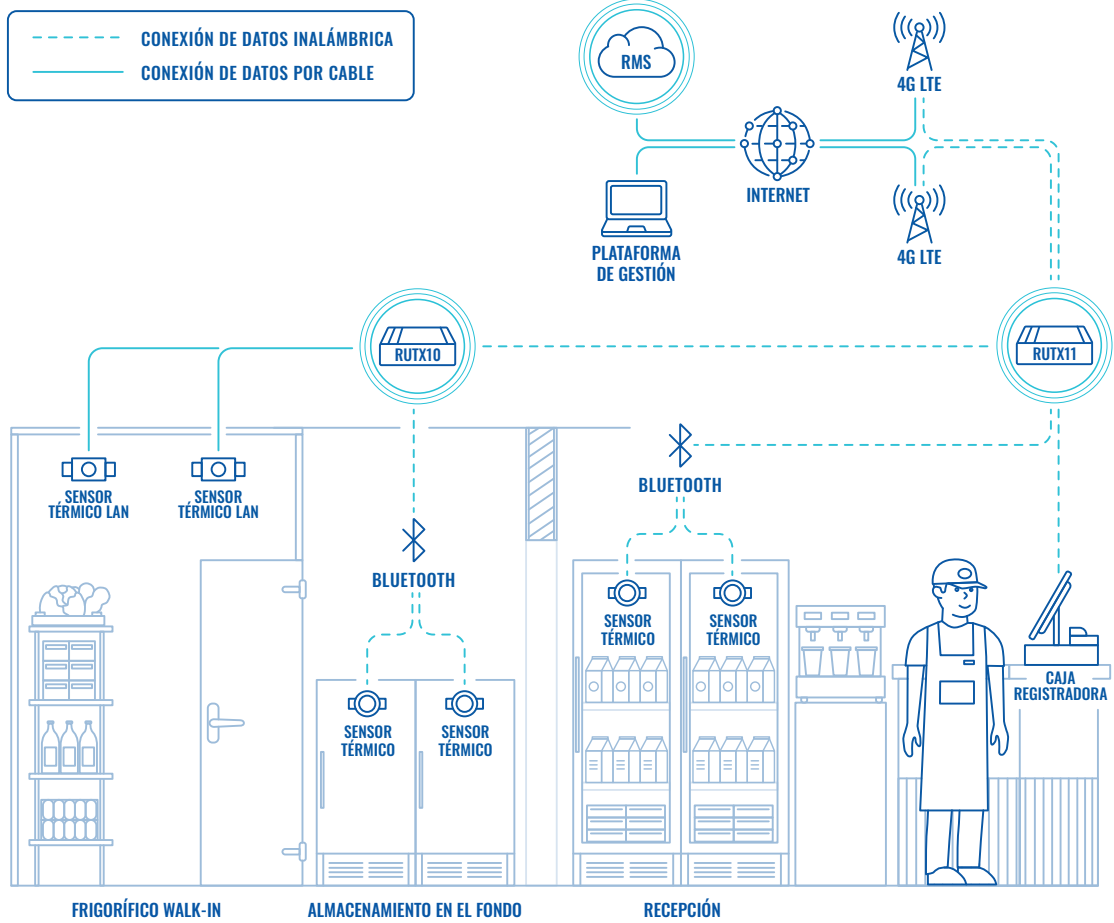 CONEXIÓN DE DATOS INALÁMBRICA
CONEXIÓN DE DATOS POR CABLE
RMS
4G LTE
INTERNET
PLATAFORMA
DE GESTIÓN
4G LTE
RUTX10
RUTX11
SENSOR
TÉRMICO LAN
SENSOR
TÉRMICO LAN
BLUETOOTH
BLUETOOTH
SENSOR
TÉRMICO
SENSOR
TÉRMICO
SENSOR
TÉRMICO
SENSOR
TÉRMICO
CAJA
REGISTRADORA
FRIGORÍFICO WALK-IN
ALMACENAMIENTO EN EL FONDO
RECEPCIÓN